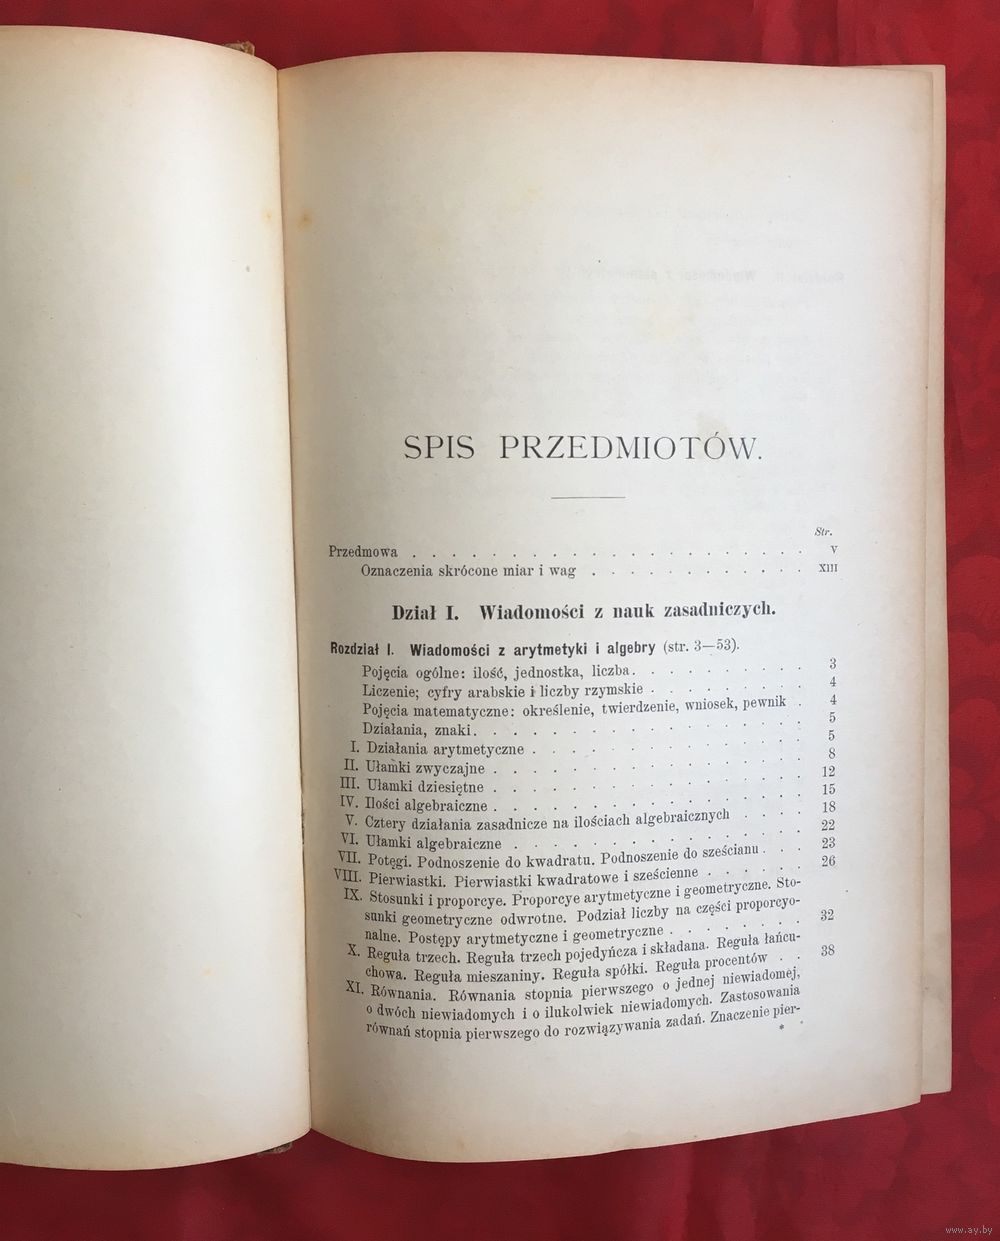 SPIS PRZEDMIOTÓW.
Str.
Przedmowa . . . . . . . . . . . . . . . . . . . . V
Oznaczenia skrócone miar i wag . . . . . . . . . . . XIII
Dział I. Wiadomości z nauk zasadniczych.
Rozdział I. Wiadomości z arytmetyki i algebry (str. 3—53).
Pojęcia ogólne: ilość, jednostka, liczba. . . . . . . . . . 3
Liczenie; cyfry arabskie i liczby rzymskie . . . . . . . . 4
Pojęcia matematyczne: określenie, twierdzenie, wniosek, pewnik . 4
Działania, znaki. . . . . . . . . . . . . . . . . 5
I. Działania arytmetyczne . . . . . . . . . . . . . . 5
II. Ułamki zwyczajne . . . . . . . . . . . . . . . . 8
III. Ułamki dziesiętne . . . . . . . . . . . . . . . . 12
IV. Ilości algebraiczne . . . . . . . . . . . . . . . . 15
V. Cztery działania zasadnicze na ilościach algebraicznych . . . . 18
VI. Ułamki algebraiczne . . . . . . . . . . . . . . . 22
VII. Potęgi. Podnoszenie do kwadratu. Podnoszenie do sześcianu . . . 23
VIII. Pierwiastki. Pierwiastki kwadratowe i sześcienne . . . . . . 26
IX. Stosunki i proporcye. Proporcye arytmetyczne i geometryczne. Sto-
sunki geometryczne odwrotne. Podział liczby na części proporcyo-
nalne. Postępy arytmetyczne i geometryczne . . . . . . . 32
X. Reguła trzech. Reguła trzech pojedyńcza i składana. Reguła łańcu-
chowa. Reguła mieszaniny. Reguła spółki. Reguła procentów . . 38
XI. Równania. Równania stopnia pierwszego o jednej niewiadomej,
o dwóch niewiadomych i o ilukolwiek niewiadomych. Zastosowania
równań stopnia pierwszego do rozwiązywania zadań. Znaczenie pier-
*
www.ay.by